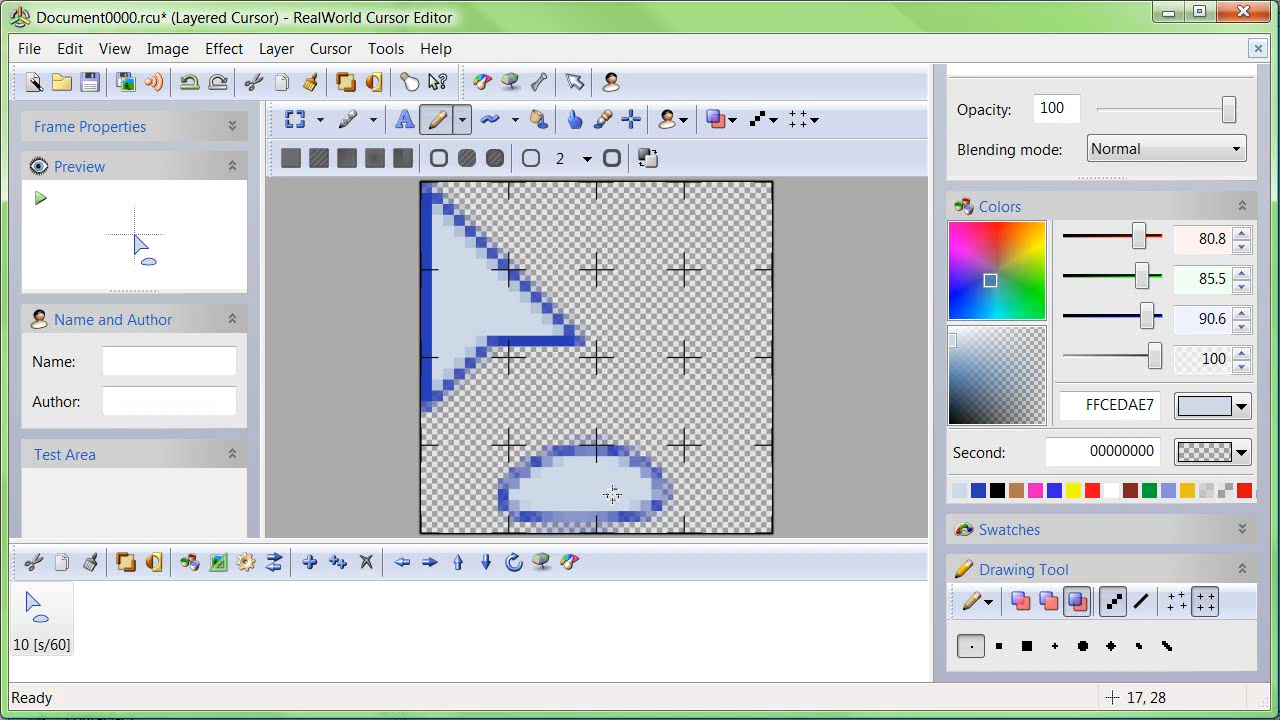 Document0000.rcu* (Layered Cursor) - RealWorld Cursor Editor
File Edit View Image Effect Layer Cursor Tools Help
Frame Properties
Preview
Name and Author
Name:
Author:
Test Area
2
Opacity: 100
Blending mode: Normal
Colors
80.8
85.5
90.6
100
FFCEDAE7
Second: 00000000
Swatches
Drawing Tool
10 [s/60]
Ready
17, 28